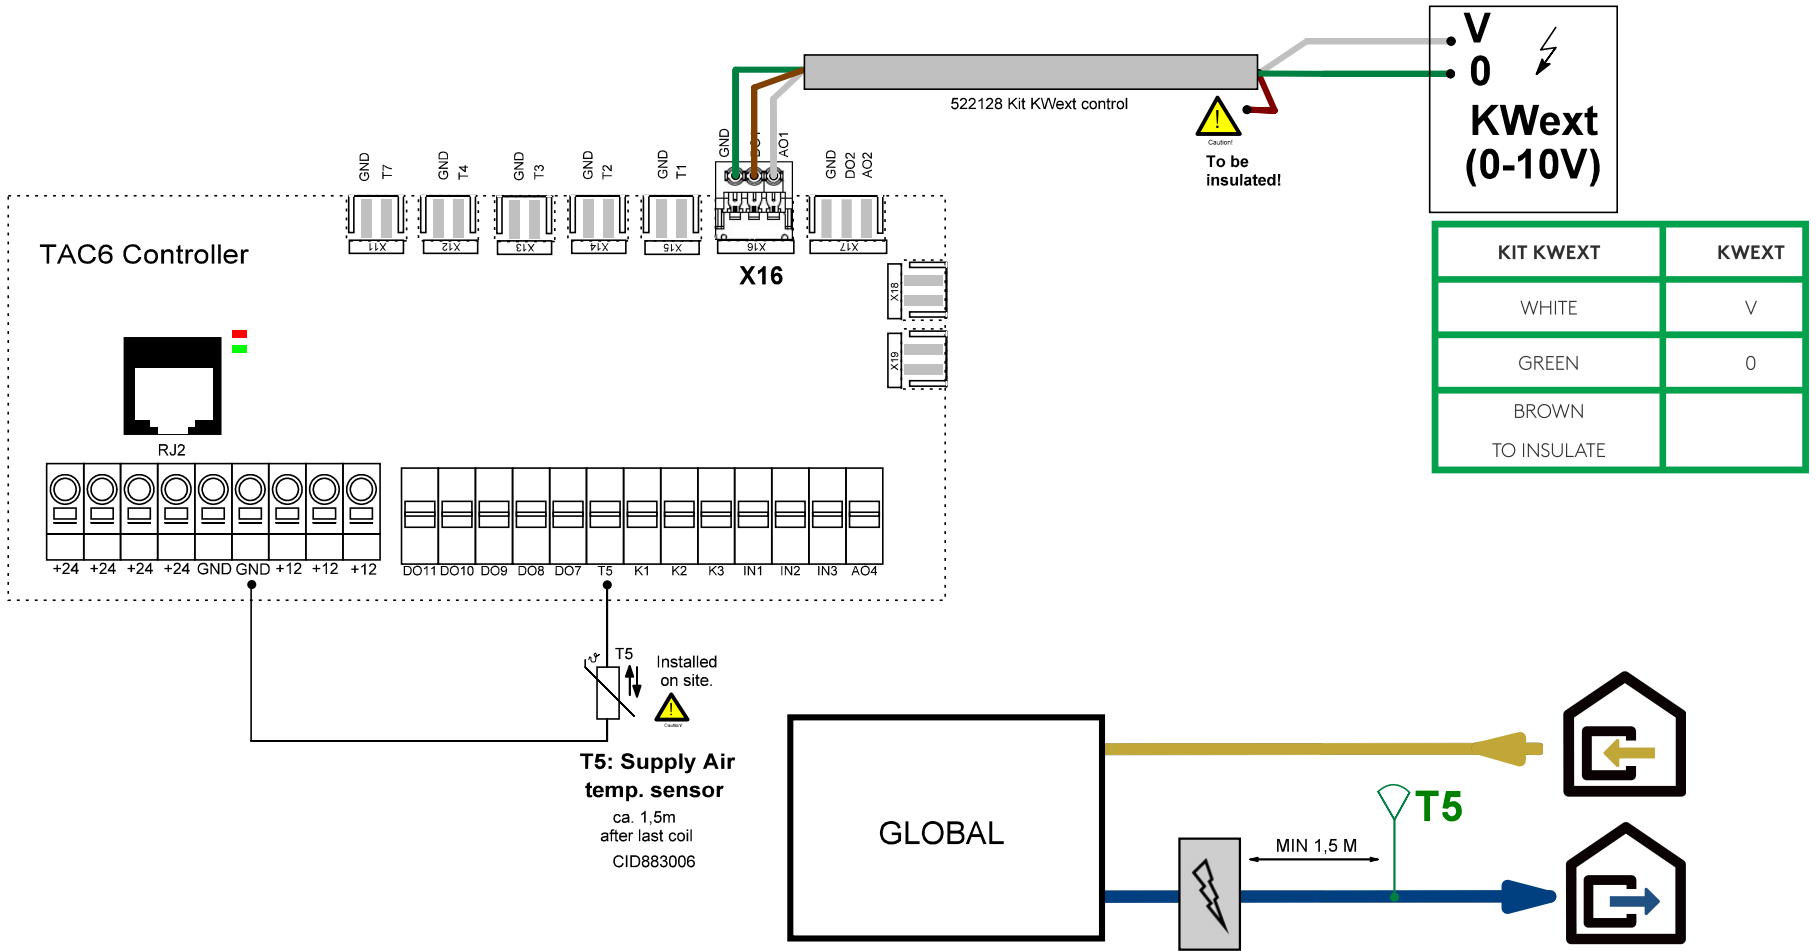 V
0
KWext
(0-10V)
522128 Kit KWext control
Caution!
To be
insulated!
GND
T7
GND
T4
GND
T3
GND
T2
GND
T1
GND
DO1
AO1
GND
DO2
AO2
X11
X12
X13
X14
X15
X16
X17
X16
X18
X19
TAC6 Controller
RJ2
KIT KWEXT KWEXT
WHITE V
GREEN 0
BROWN
TO INSULATE
+24 +24 +24 +24 GND GND +12 +12 +12
DO11 DO10 DO9 DO8 DO7 T5 K1 K2 K3 IN1 IN2 IN3 AO4
T5
Installed
on site.
Caution!
T5: Supply Air
temp. sensor
ca. 1,5m
after last coil
CID883006
GLOBAL
T5
MIN 1,5 M